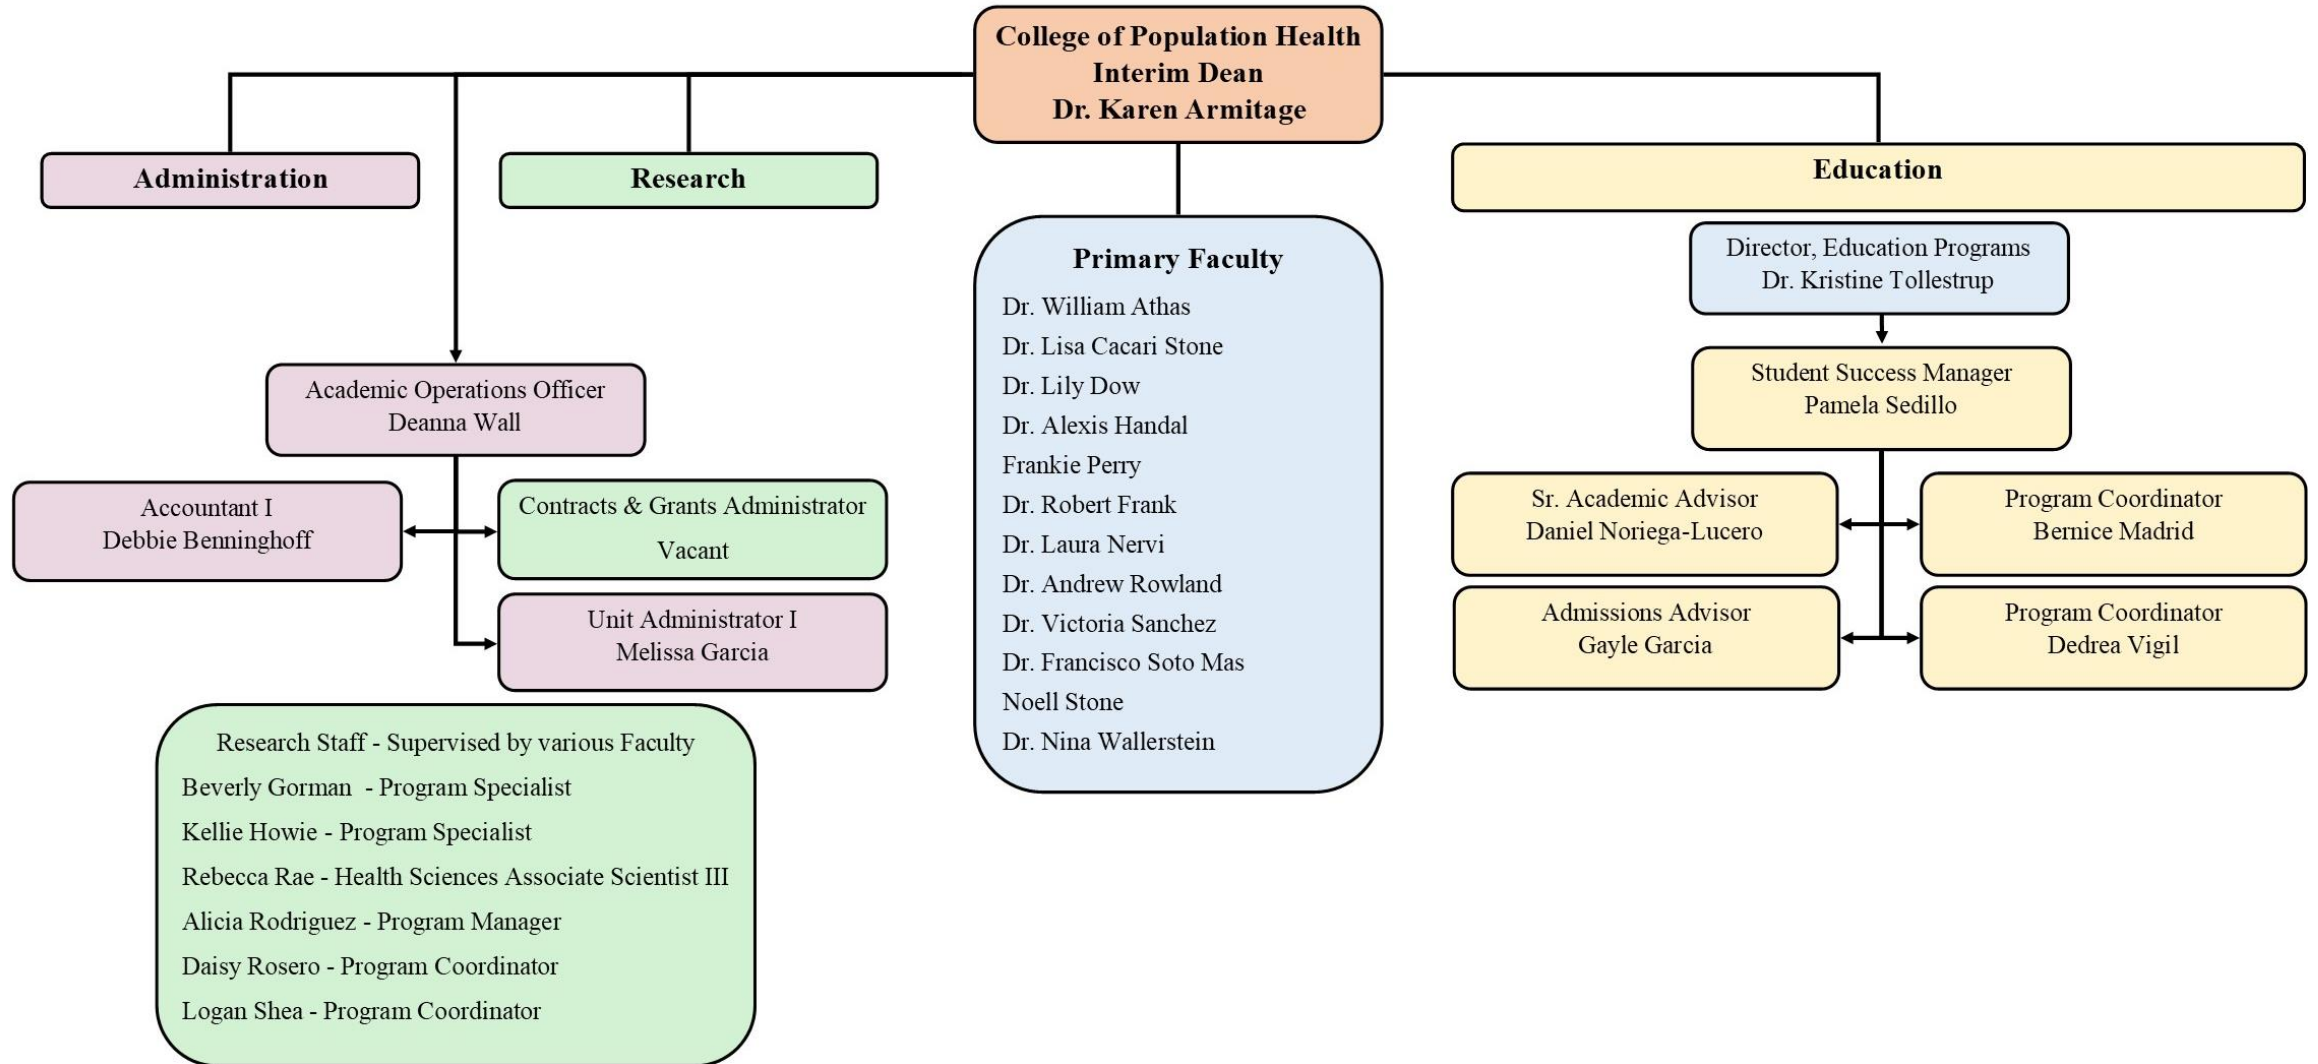 College of Population Health
Interim Dean
Dr. Karen Armitage
Administration
Research
Education
Primary Faculty
Dr. William Athas
Dr. Lisa Cacari Stone
Dr. Lily Dow
Dr. Alexis Handal
Frankie Perry
Dr. Robert Frank
Dr. Laura Nervi
Dr. Andrew Rowland
Dr. Victoria Sanchez
Dr. Francisco Soto Mas
Noell Stone
Dr. Nina Wallerstein
Director, Education Programs
Dr. Kristine Tollestrup
Student Success Manager
Pamela Sedillo
Sr. Academic Advisor
Daniel Noriega-Lucero
Program Coordinator
Bernice Madrid
Admissions Advisor
Gayle Garcia
Program Coordinator
Dedrea Vigil
Academic Operations Officer
Deanna Wall
Accountant I
Debbie Benninghoff
Contracts & Grants Administrator
Vacant
Unit Administrator I
Melissa Garcia
Research Staff - Supervised by various Faculty
Beverly Gorman  - Program Specialist
Kellie Howie - Program Specialist
Rebecca Rae - Health Sciences Associate Scientist III
Alicia Rodriguez - Program Manager
Daisy Rosero - Program Coordinator
Logan Shea - Program Coordinator